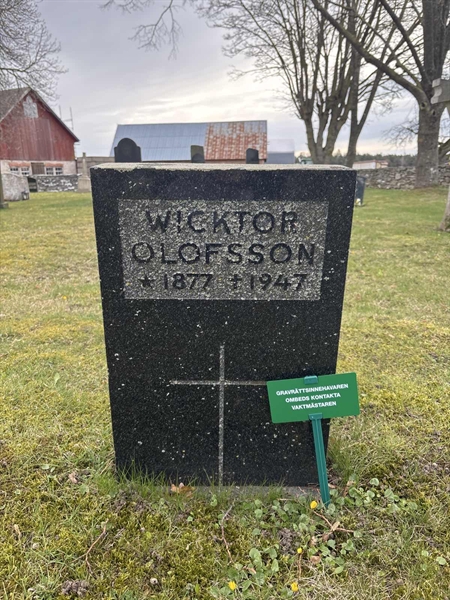 WICKTOR
OLOFSSON
* 1877 ‡ 1947
GRAVRÄTTSINNEHAVAREN
OMBEDS KONTAKTA
VAKTMÄSTAREN